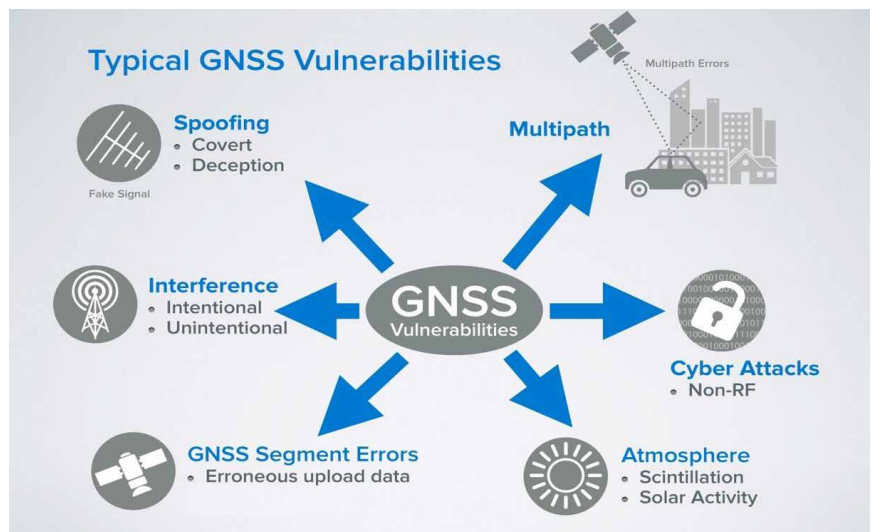 Typical GNSS Vulnerabilities
Multipath Errors
Spoofing
• Covert
• Deception
Fake Signal
Multipath
Interference
• Intentional
• Unintentional
GNSS
Vulnerabilities
Cyber Attacks
• Non-RF
GNSS Segment Errors
• Erroneous upload data
Atmosphere
• Scintillation
• Solar Activity